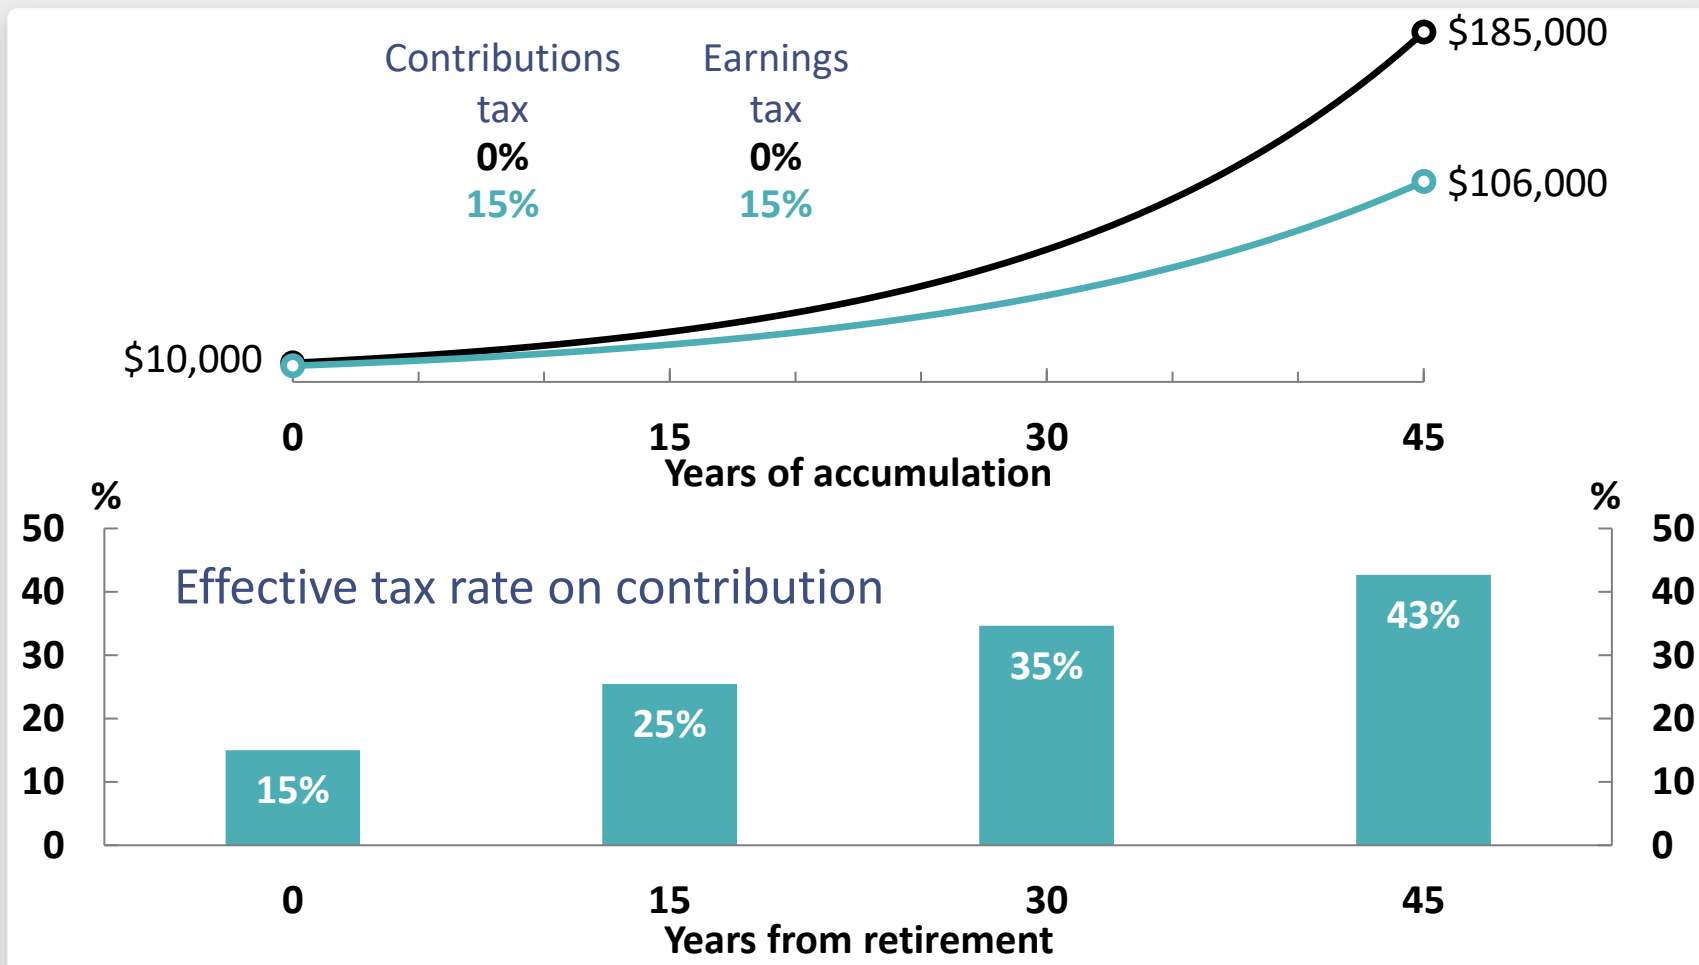 $185,000
Contributions Earnings
tax tax
0% 0%
15% 15%
$106,000
$10,000
0 15 30 45
Years of accumulation
% %
50 50
Effective tax rate on contribution
40 40
43%
30 30
35%
20 20
25%
10 10
15%
0 0
0 15 30 45
Years from retirement